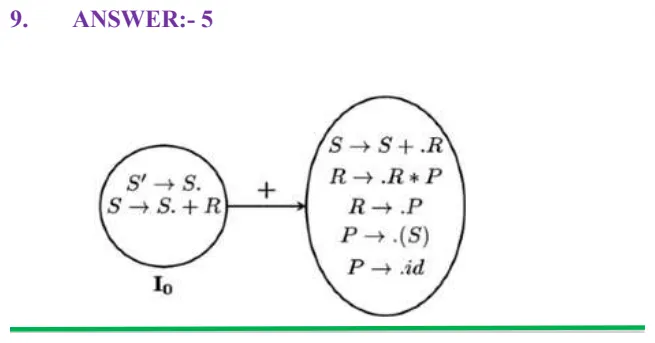 9. ANSWER:- 5
S' → S.
S → S. + R
I₀
+
S → S + .R
R → .R * P
R → .P
P → .(S)
P → .id